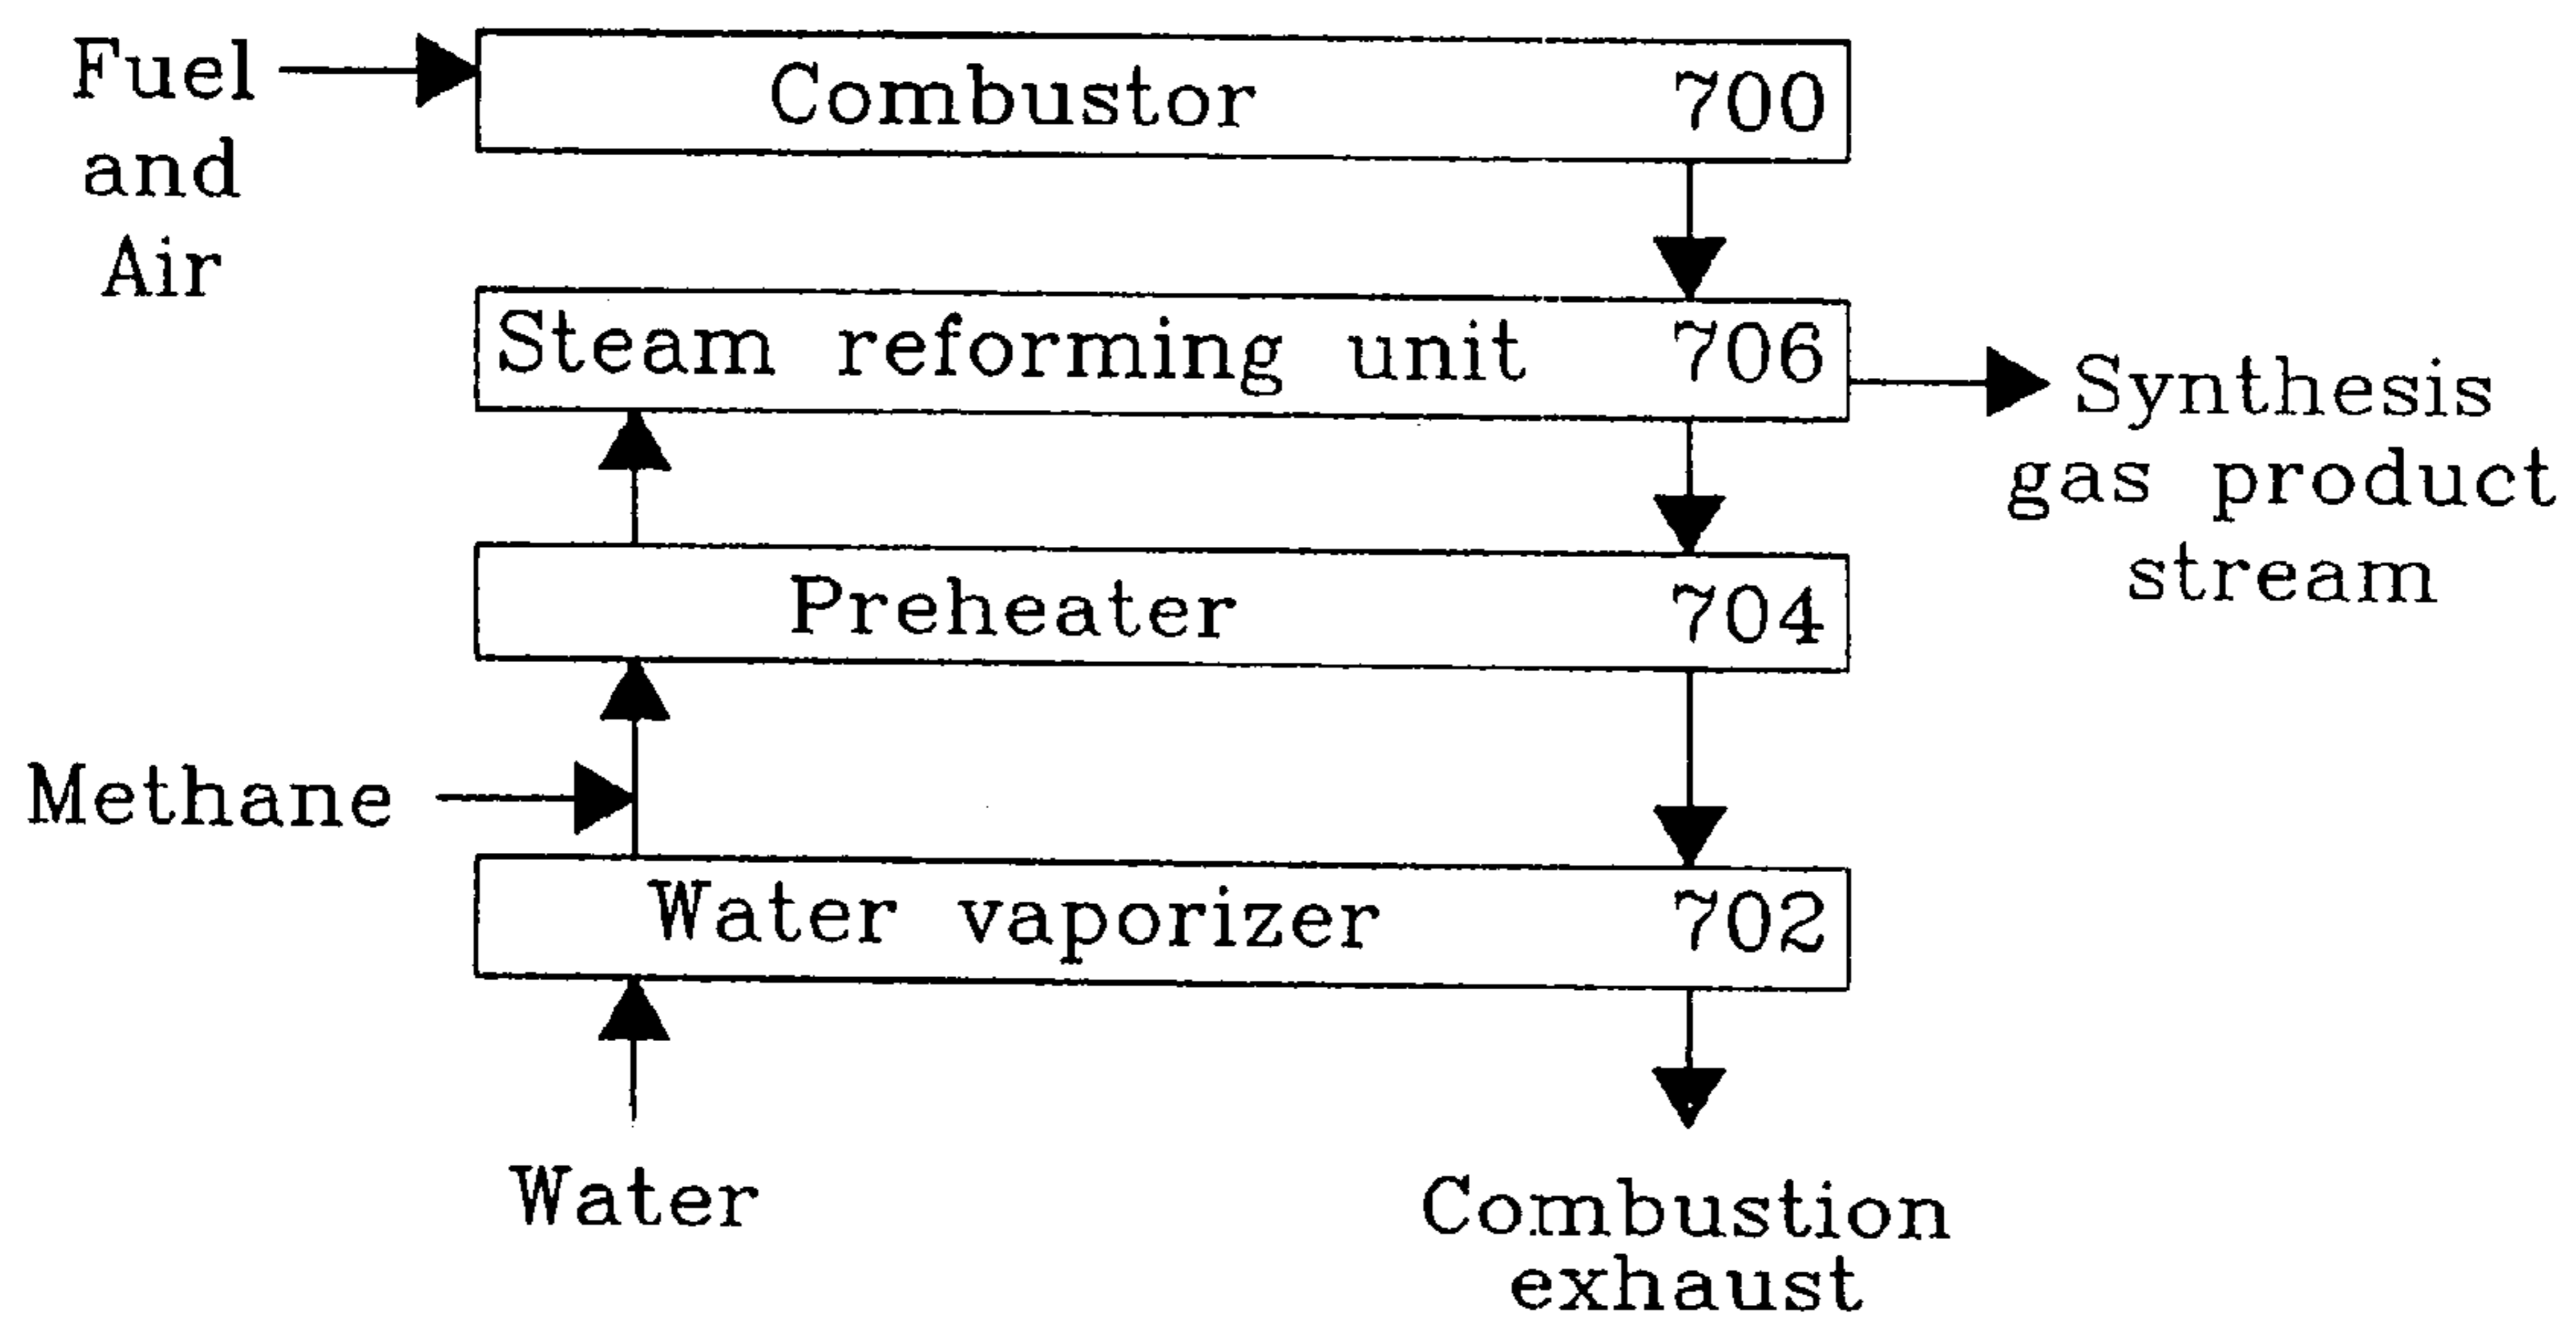 Fuel
and
Air
Combustor 700
Steam reforming unit 706
Synthesis
gas product
stream
Preheater 704
Methane
Water vaporizer 702
Water
Combustion
exhaust